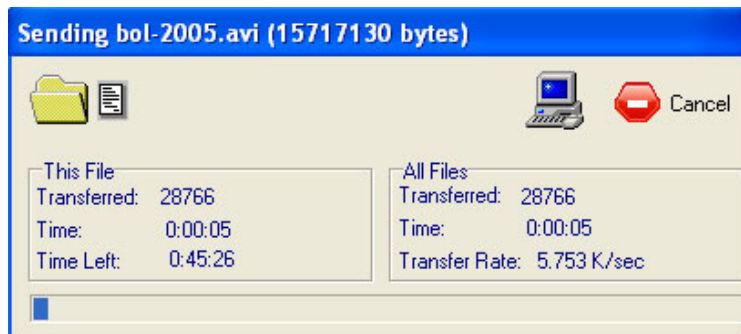 Sending bol-2005.avi (15717130 bytes)
Cancel
This File
Transferred: 28766
Time: 0:00:05
Time Left: 0:45:26
All Files
Transferred: 28766
Time: 0:00:05
Transfer Rate: 5.753 K/sec